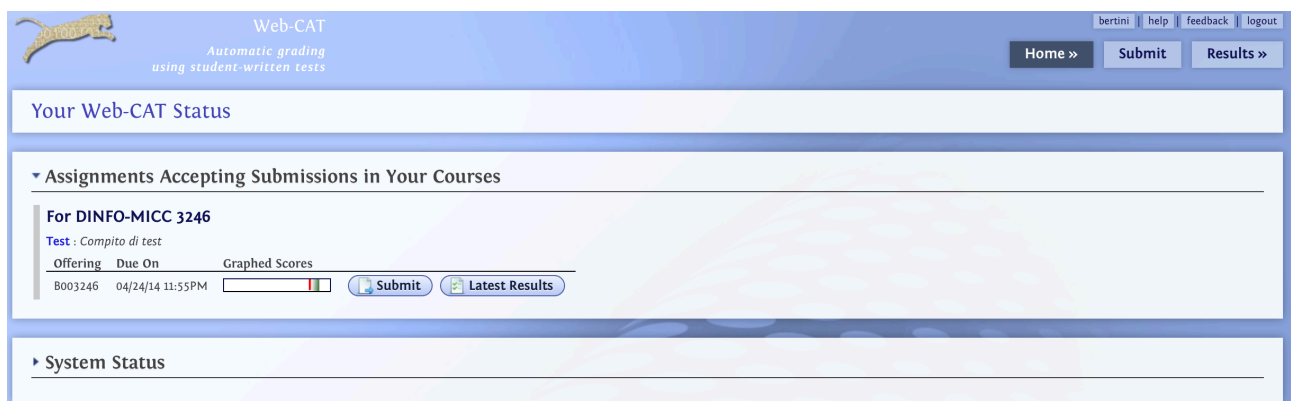 Web-CAT
Automatic grading
using student-written tests
bertini | help | feedback | logout
Home »
Submit
Results »
Your Web-CAT Status
Assignments Accepting Submissions in Your Courses
For DINFO-MICC 3246
Test : Compito di test
Offering Due On Graphed Scores
B003246 04/24/14 11:55PM Submit Latest Results
System Status